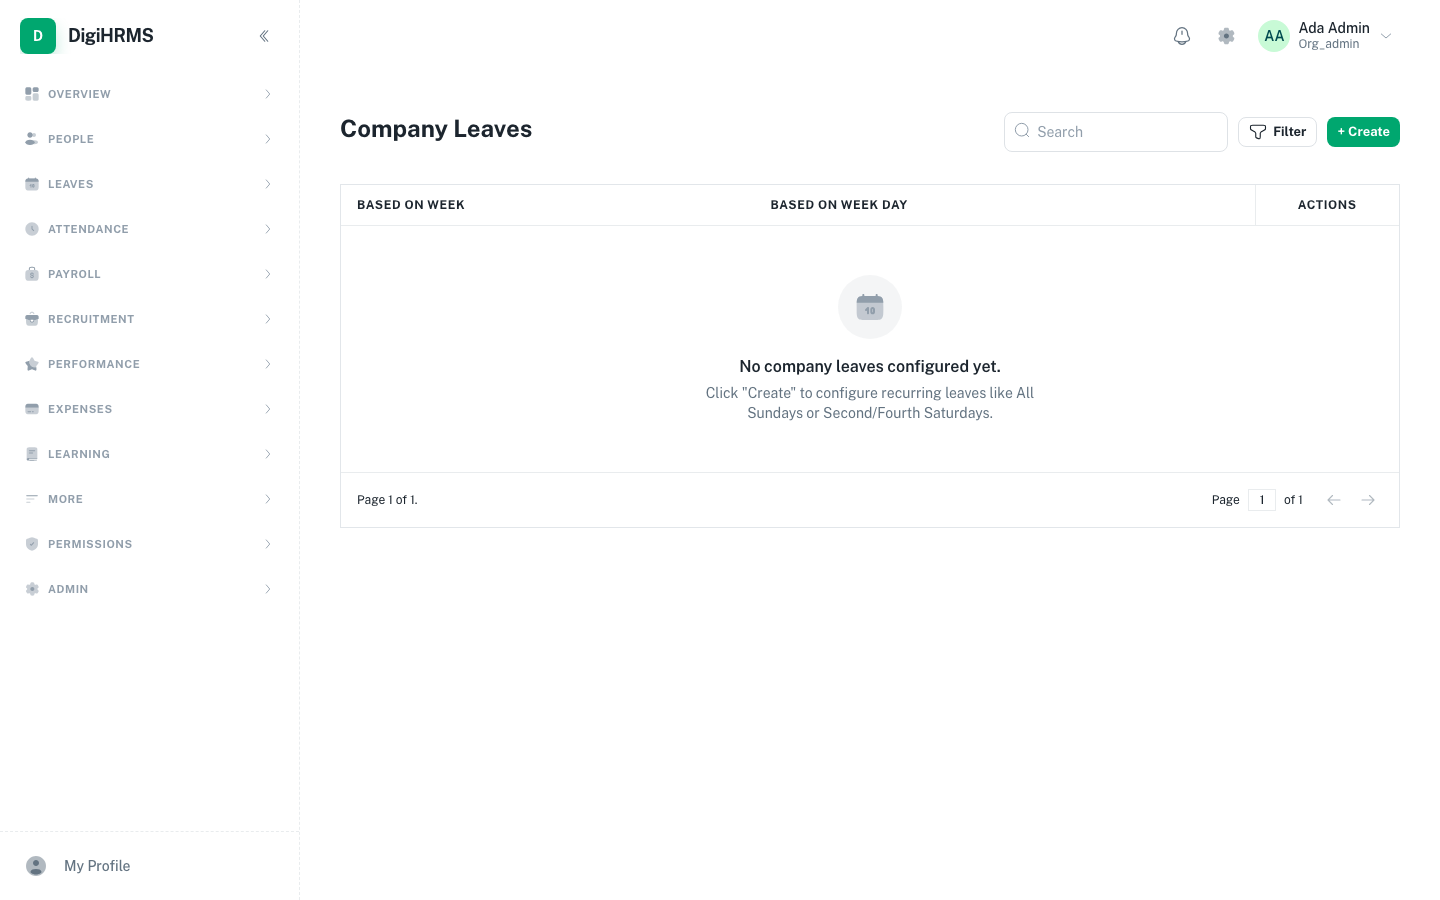 D
DigiHRMS
OVERVIEW
PEOPLE
LEAVES
ATTENDANCE
PAYROLL
RECRUITMENT
PERFORMANCE
EXPENSES
LEARNING
MORE
PERMISSIONS
ADMIN
My Profile
AA
Ada Admin
Org_admin
Company Leaves
Search
Filter
+ Create
BASED ON WEEK
BASED ON WEEK DAY
ACTIONS
No company leaves configured yet.
Click "Create" to configure recurring leaves like All
Sundays or Second/Fourth Saturdays.
Page 1 of 1.
Page 1 of 1